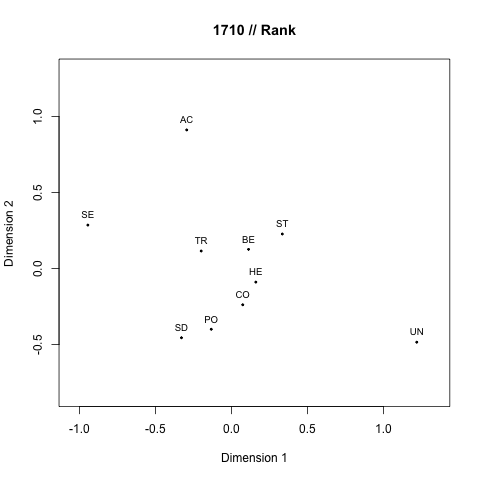 1710 // Rank
AC
SE
ST
TR
BE
HE
CO
PO
SD
UN
1.0
0.5
0.0
-0.5
Dimension 2
-1.0 -0.5 0.0 0.5 1.0
Dimension 1